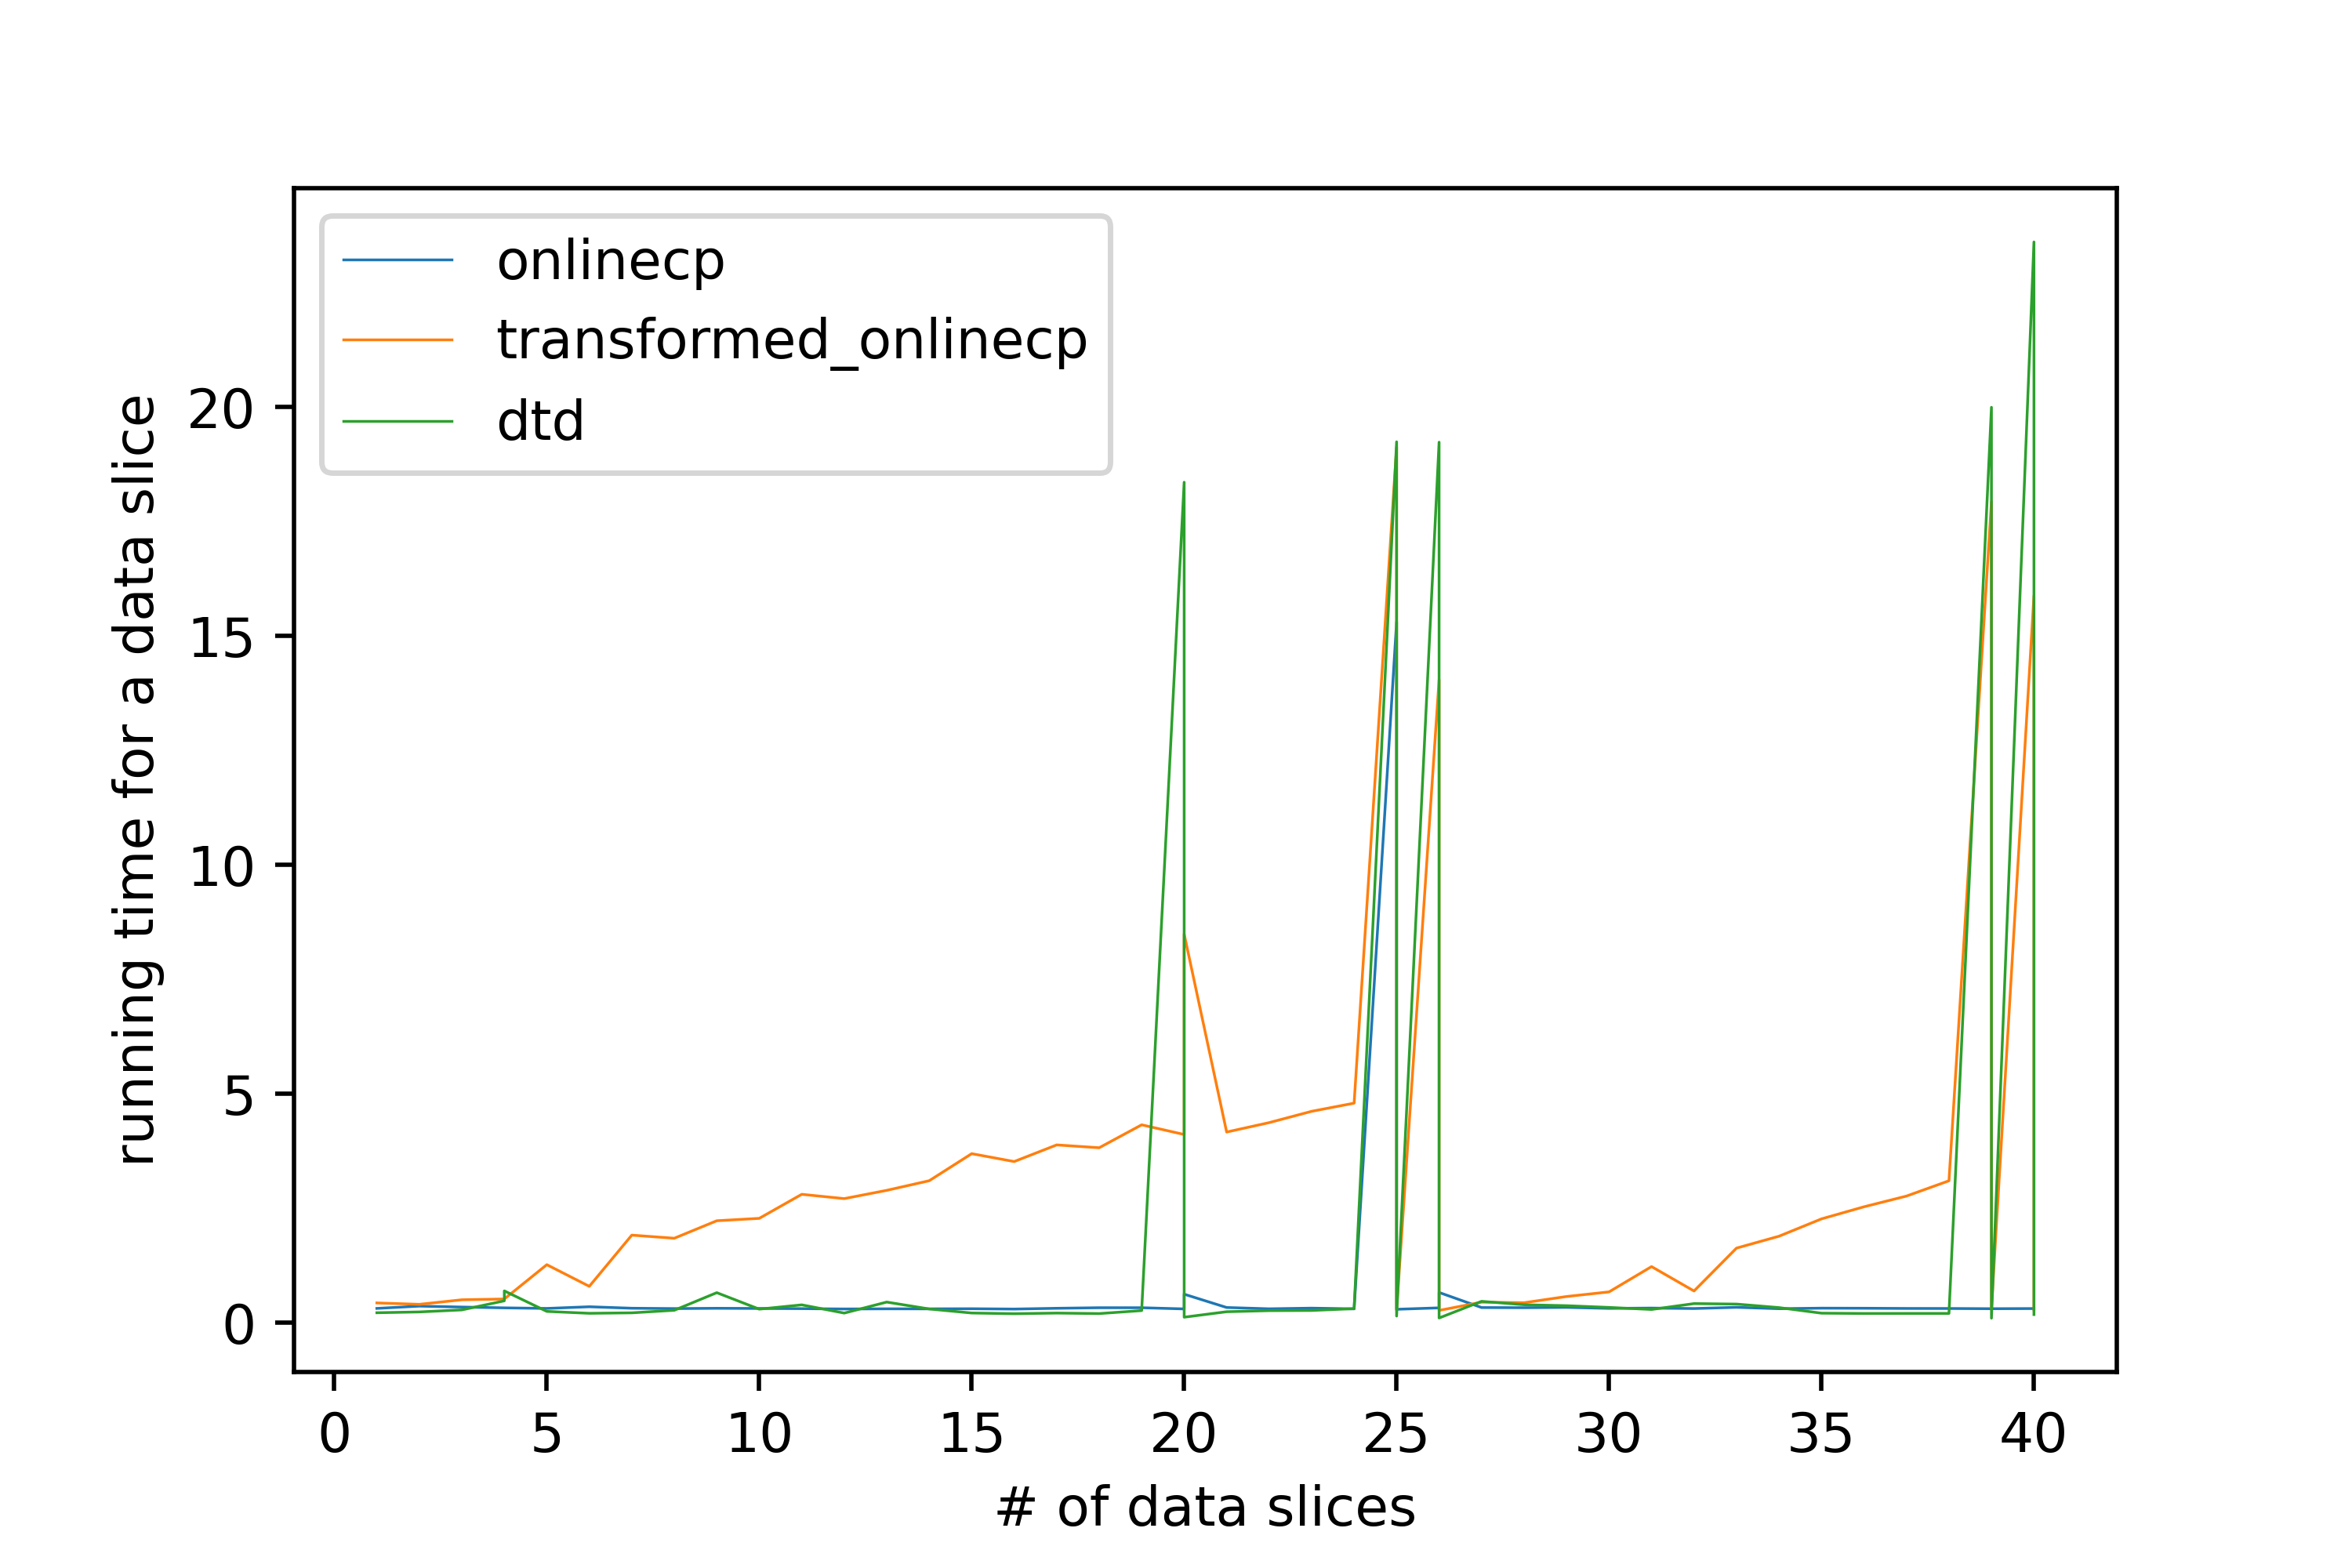 onlinecp
transformed_onlinecp
dtd
running time for a data slice
20
15
10
5
0
0 5 10 15 20 25 30 35 40
# of data slices